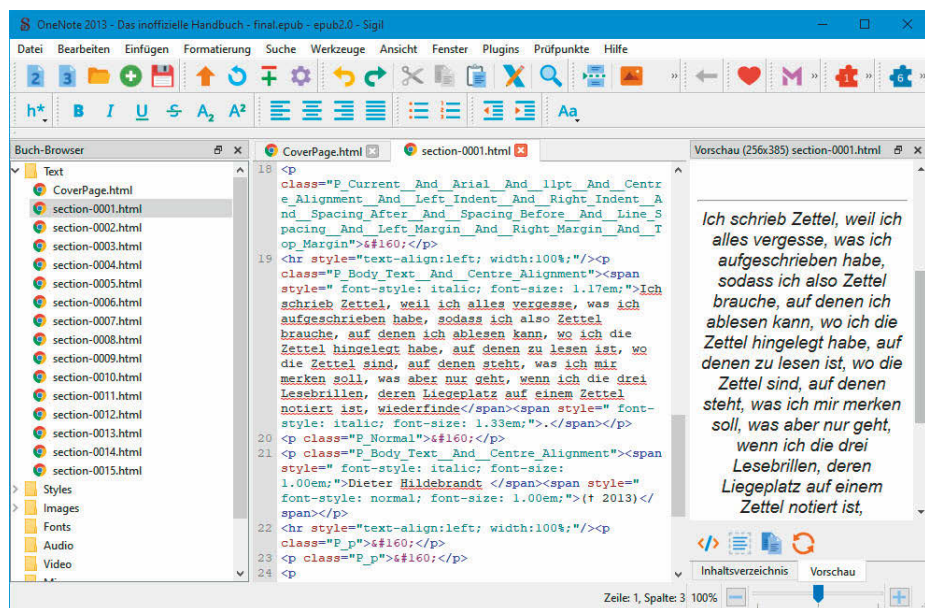 OneNote 2013 - Das inoffizielle Handbuch - final.epub - epub2.0 - Sigil
Datei Bearbeiten Einfügen Formatierung Suche Werkzeuge Ansicht Fenster Plugins Prüfpunkte Hilfe
2 3 M » 1 » 6 »
h* B I U S A₂ A² Aa
Buch-Browser
Text
CoverPage.html
section-0001.html
section-0002.html
section-0003.html
section-0004.html
section-0005.html
section-0006.html
section-0007.html
section-0008.html
section-0009.html
section-0010.html
section-0011.html
section-0012.html
section-0013.html
section-0014.html
section-0015.html
Styles
Images
Fonts
Audio
Video
CoverPage.html section-0001.html
18 <p
class="P_Current__And__Arial__And__11pt__And__Centr
e_Alignment__And__Left_Indent__And__Right_Indent__A
nd__Spacing_After__And__Spacing_Before__And__Line_S
pacing__And__Left_Margin__And__Right_Margin__And__T
op_Margin">&#160;</p>
19 <hr style="text-align:left; width:100%;"/><p
class="P_Body_Text__And__Centre_Alignment"><span
style=" font-style: italic; font-size: 1.17em;">Ich
schrieb Zettel, weil ich alles vergesse, was ich
aufgeschrieben habe, sodass ich also Zettel
brauche, auf denen ich ablesen kann, wo ich die
Zettel hingelegt habe, auf denen zu lesen ist, wo
die Zettel sind, auf denen steht, was ich mir
merken soll, was aber nur geht, wenn ich die drei
Lesebrillen, deren Liegeplatz auf einem Zettel
notiert ist, wiederfinde</span><span style=" font-
style: italic; font-size: 1.33em;">.</span></p>
20 <p class="P_Normal">&#160;</p>
21 <p class="P_Body_Text__And__Centre_Alignment"><span
style=" font-style: italic; font-size:
1.00em;">Dieter Hildebrandt </span><span style="
font-style: normal; font-size: 1.00em;">(† 2013)</
span></p>
22 <hr style="text-align:left; width:100%;"/><p
class="P_p">&#160;</p>
23 <p class="P_p">&#160;</p>
24 <p
Vorschau (256x385) section-0001.html
Ich schrieb Zettel, weil ich
alles vergesse, was ich
aufgeschrieben habe,
sodass ich also Zettel
brauche, auf denen ich
ablesen kann, wo ich die
Zettel hingelegt habe, auf
denen zu lesen ist, wo die
Zettel sind, auf denen
steht, was ich mir merken
soll, was aber nur geht,
wenn ich die drei
Lesebrillen, deren
Liegeplatz auf einem
Zettel notiert ist,
Inhaltsverzeichnis Vorschau
Zeile: 1, Spalte: 3 100%